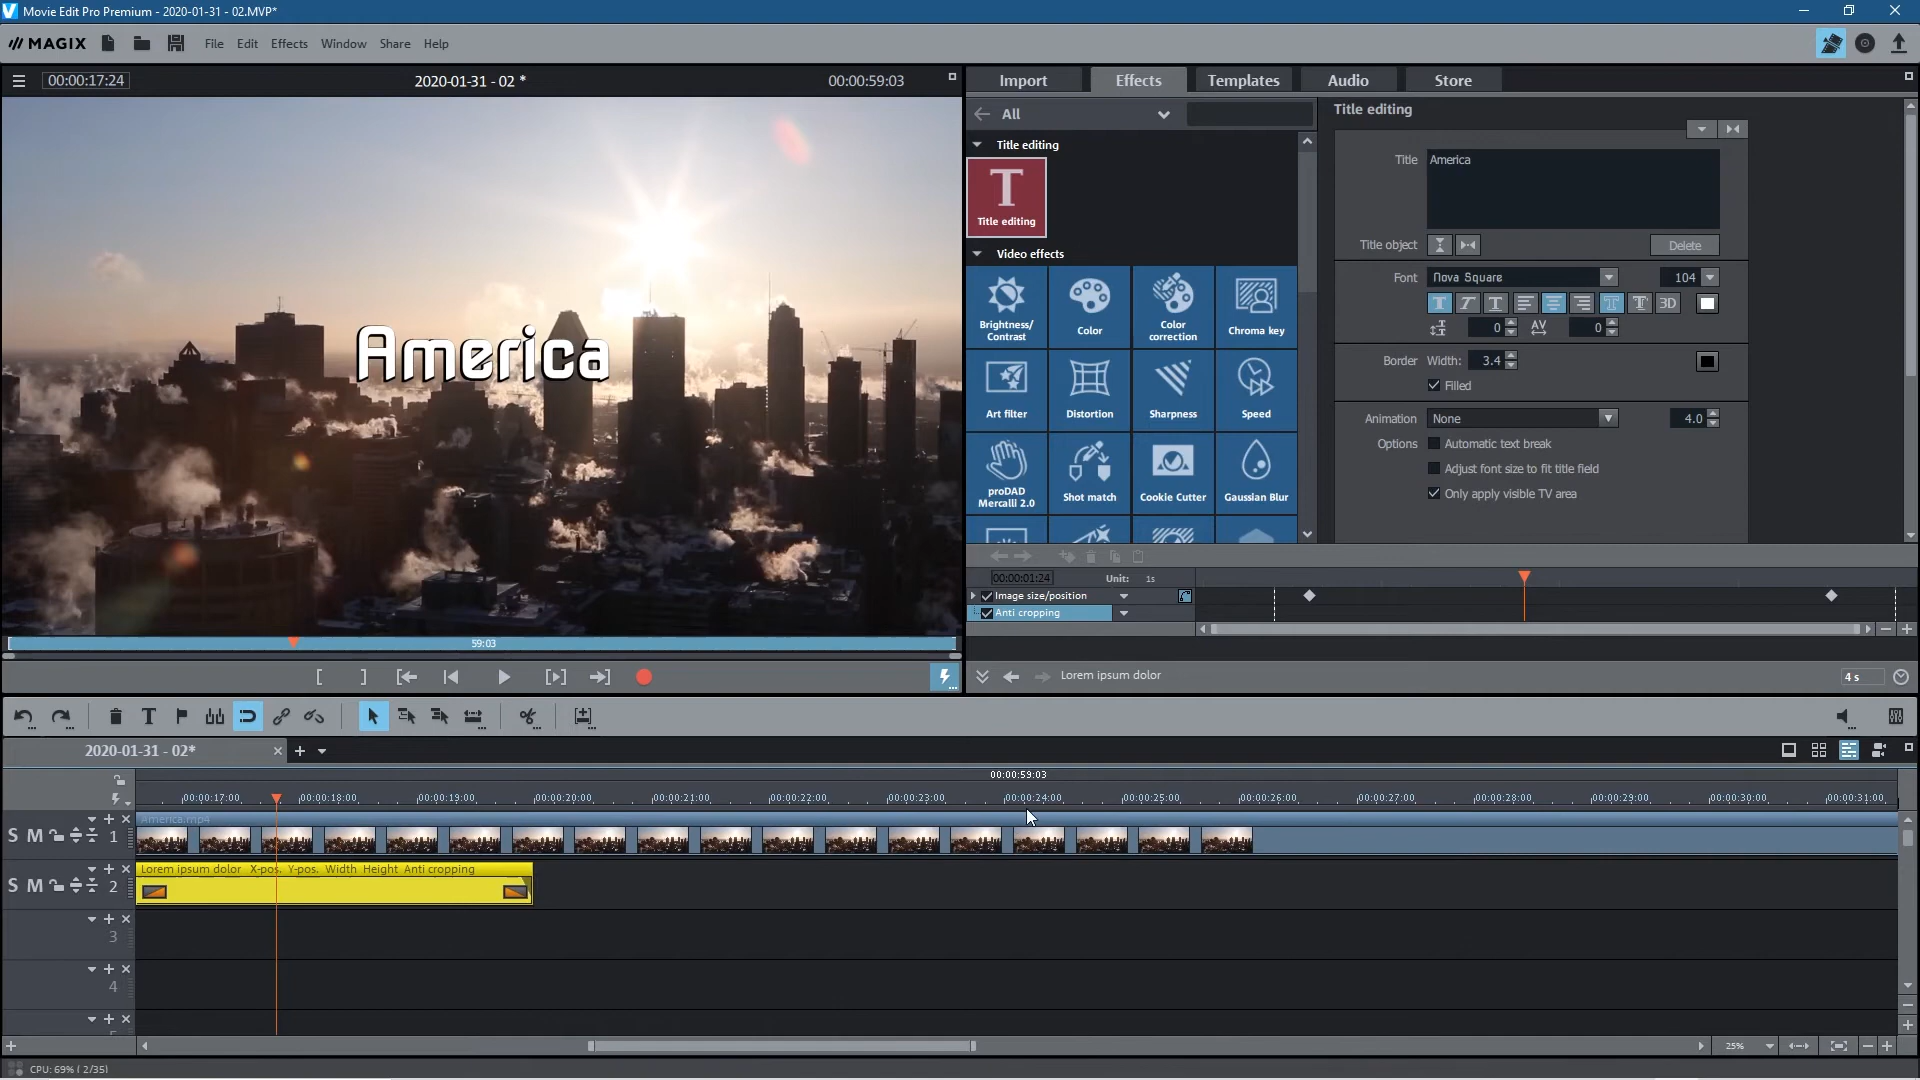 Movie Edit Pro Premium - 2020-01-31 - 02.MVP*
MAGIX File Edit Effects Window Share Help
00:00:17:24 2020-01-31 - 02 * 00:00:59:03
America
59:03
Import Effects Templates Audio Store
All
Title editing
T
Title editing
Video effects
Brightness/
Contrast
Color
Color
correction
Chroma key
Art filter
Distortion
Sharpness
Speed
proDAD
Mercalli 2.0
Shot match
Cookie Cutter
Gaussian Blur
Title editing
Title America
Title object Delete
Font Nova Square 104
T T T T T 3D
0 AV 0
Border Width: 3.4
Filled
Animation None 4.0
Options Automatic text break
Adjust font size to fit title field
Only apply visible TV area
00:00:01:24 Unit: 1s
Image size/position
Anti cropping
Lorem ipsum dolor 4 s
2020-01-31 - 02*
00:00:59:03
00:00:17:00 00:00:18:00 00:00:19:00 00:00:20:00 00:00:21:00 00:00:22:00 00:00:23:00 00:00:24:00 00:00:25:00 00:00:26:00 00:00:27:00 00:00:28:00 00:00:29:00 00:00:30:00 00:00:31:00
America.mp4
S M 1
Lorem ipsum dolor X-pos. Y-pos. Width Height Anti cropping
S M 2
3
4
25%
CPU: 69% ( 2/35)